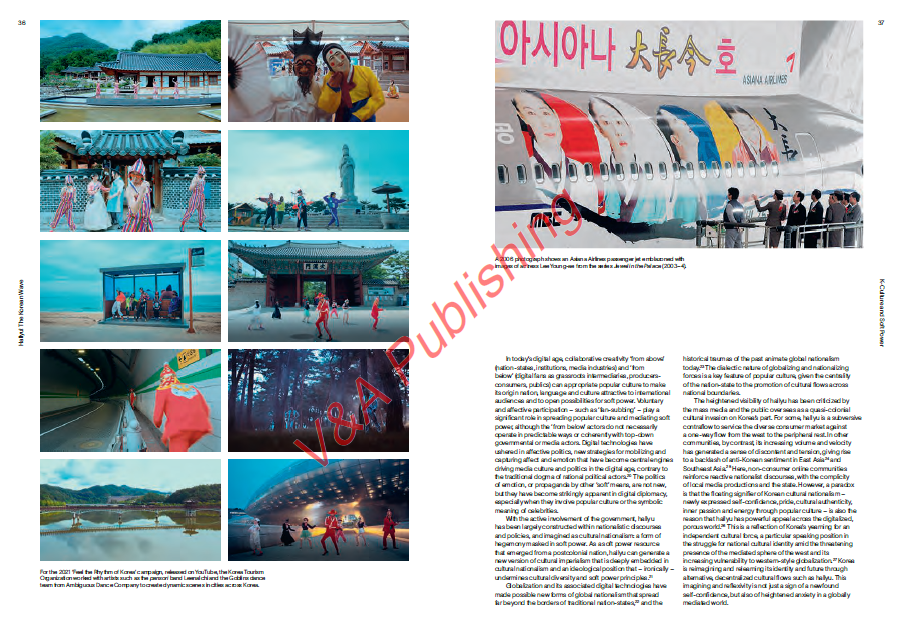 36
Hallyu! The Korean Wave
For the 2021 'Feel the Rhythm of Korea' campaign, released on YouTube, the Korea Tourism
Organization worked with artists such as the pansori band Leenalchi and the Goblins dance
team from Ambiguous Dance Company to create dynamic scenes in cities across Korea.
37
K-Culture and Soft Power
아시아나 大長今 호
ASIANA AIRLINES
MBC
A 2006 photograph shows an Asiana Airlines passenger jet emblazoned with
images of actress Lee Young-ae from the series Jewel in the Palace (2003–4).
In today's digital age, collaborative creativity 'from above'
(nation-states, institutions, media industries) and 'from
below' (digital fans as grassroots intermediaries, producers-
consumers, publics) can appropriate popular culture to make
its origin nation, language and culture attractive to international
audiences and to open possibilities for soft power. Voluntary
and affective participation – such as 'fan-subbing' – play a
significant role in spreading popular culture and mediating soft
power, although the 'from below' actors do not necessarily
operate in predictable ways or coherently with top-down
governmental or media actors. Digital technologies have
ushered in affective politics, new strategies for mobilizing and
capturing affect and emotion that have become central engines
driving media culture and politics in the digital age, contrary to
the traditional dogma of rational political actors.
The politics
of emotion, or propaganda by other 'soft' means, are not new,
but they have become strikingly apparent in digital diplomacy,
especially when they involve popular culture or the symbolic
meaning of celebrities.
With the active involvement of the government, hallyu
has been largely constructed within nationalistic discourses
and policies, and imagined as cultural nationalism: a form of
hegemony masked in soft power. As a soft power resource
that emerged from a postcolonial nation, hallyu can generate a
new version of cultural imperialism that is deeply embedded in
cultural nationalism and an ideological position that – ironically –
undermines cultural diversity and soft power principles.
Globalization and its associated digital technologies have
made possible new forms of global nationalism that spread
far beyond the borders of traditional nation-states, and the
historical traumas of the past animate global nationalism
today. The dialectic nature of globalizing and nationalizing
forces is a key feature of popular culture, given the centrality
of the nation-state to the promotion of cultural flows across
national boundaries.
The heightened visibility of hallyu has been criticized by
the mass media and the public overseas as a quasi-colonial
cultural invasion on Korea's part. For some, hallyu is a subversive
contraflow to service the diverse consumer market against
a one-way flow from the west to the peripheral rest. In other
communities, by contrast, its increasing volume and velocity
has generated a sense of discontent and tension, giving rise
to a backlash of anti-Korean sentiment in East Asia and
Southeast Asia. Here, non-consumer online communities
reinforce reactive nationalist discourses, with the complicity
of local media productions and the state. However, a paradox
is that the floating signifier of Korean cultural nationalism –
newly expressed self-confidence, pride, cultural authenticity,
inner passion and energy through popular culture – is also the
reason that hallyu has powerful appeal across the digitalized,
porous world. This is a reflection of Korea's yearning for an
independent cultural force, a particular speaking position in
the struggle for national cultural identity amid the threatening
presence of the mediated sphere of the west and its
increasing vulnerability to western-style globalization. Korea
is reimagining and relearning its identity and future through
alternative, decentralized cultural flows such as hallyu. This
imagining and reflexivity is not just a sign of a newfound
self-confidence, but also of heightened anxiety in a globally
mediated world.
V&A Publishing